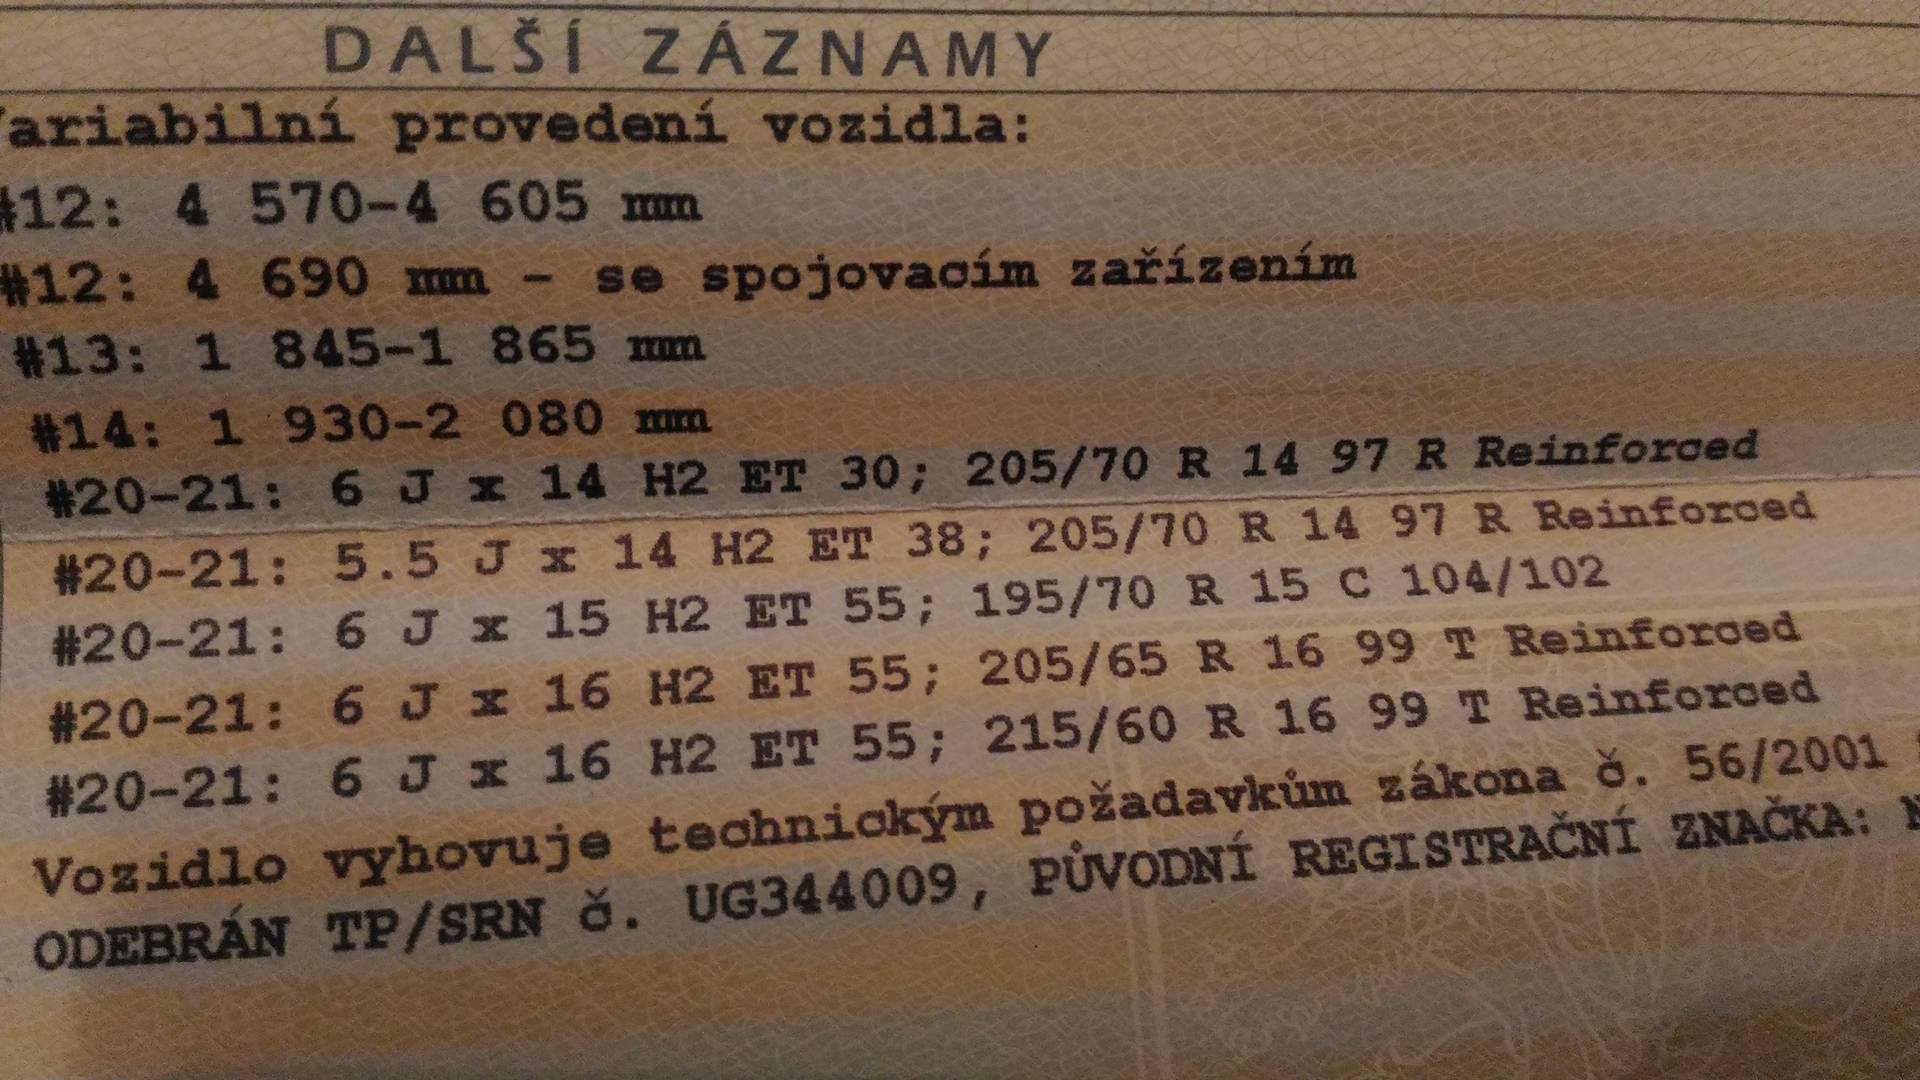 DALŠÍ ZÁZNAMY
Variabilní provedení vozidla:
#12: 4 570-4 605 mm
#12: 4 690 mm - se spojovacím zařízením
#13: 1 845-1 865 mm
#14: 1 930-2 080 mm
#20-21: 6 J x 14 H2 ET 30; 205/70 R 14 97 R Reinforced
#20-21: 5.5 J x 14 H2 ET 38; 205/70 R 14 97 R Reinforced
#20-21: 6 J x 15 H2 ET 55; 195/70 R 15 C 104/102
#20-21: 6 J x 16 H2 ET 55; 205/65 R 16 99 T Reinforced
#20-21: 6 J x 16 H2 ET 55; 215/60 R 16 99 T Reinforced
Vozidlo vyhovuje technickým požadavkům zákona č. 56/2001
ODEBRÁN TP/SRN č. UG344009, PŮVODNÍ REGISTRAČNÍ ZNAČKA: